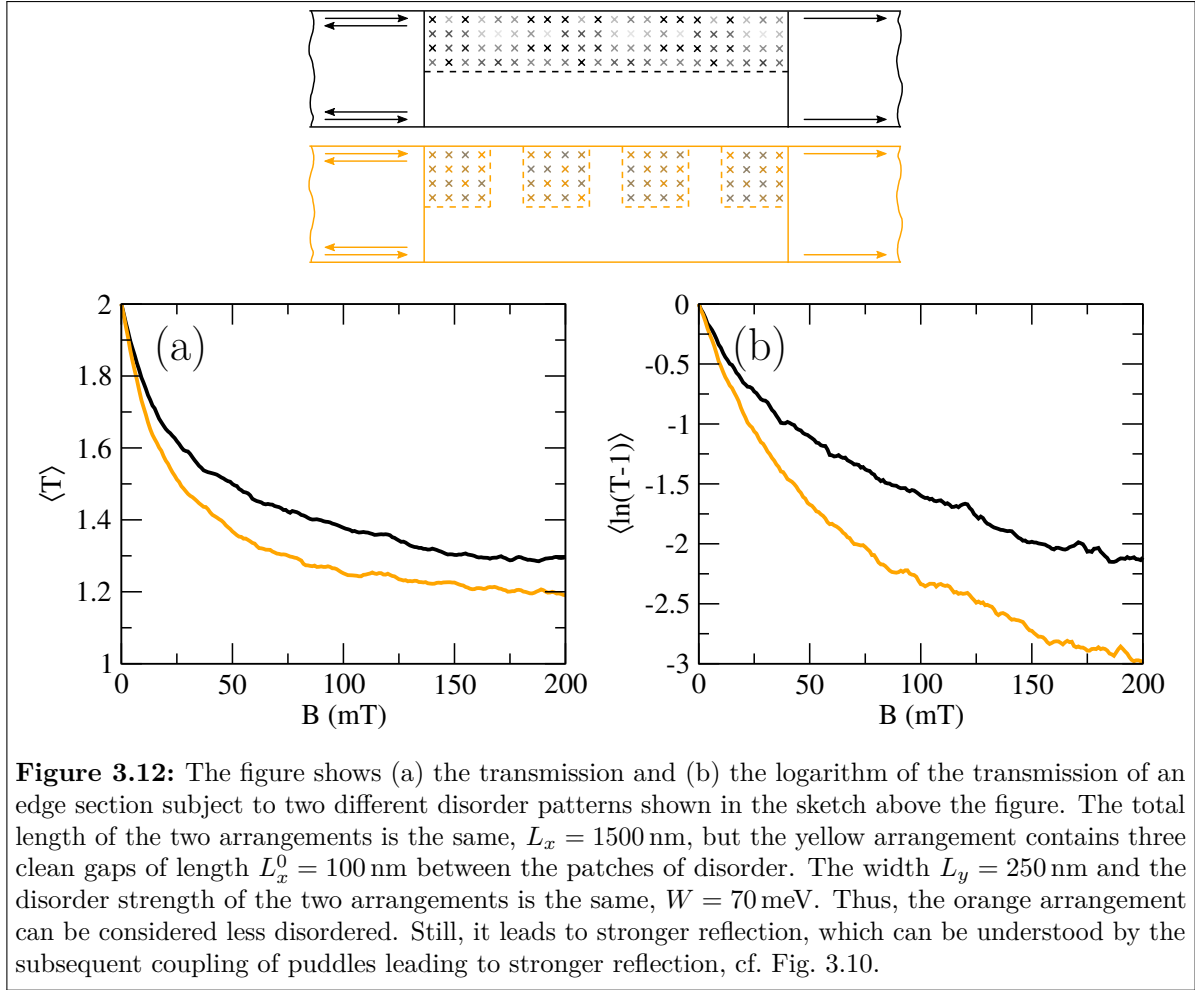 (a)
2
1.8
1.6
1.4
1.2
1
⟨T⟩
0
50
100
150
200
B (mT)
(b)
0
-0.5
-1
-1.5
-2
-2.5
-3
⟨ln(T-1)⟩
0
50
100
150
200
B (mT)
Figure 3.12: The figure shows (a) the transmission and (b) the logarithm of the transmission of an
edge section subject to two different disorder patterns shown in the sketch above the figure. The total
length of the two arrangements is the same, Lₓ = 1500 nm, but the yellow arrangement contains three
clean gaps of length L⁰ₓ = 100 nm between the patches of disorder. The width L_y = 250 nm and the
disorder strength of the two arrangements is the same, W = 70 meV. Thus, the orange arrangement
can be considered less disordered. Still, it leads to stronger reflection, which can be understood by the
subsequent coupling of puddles leading to stronger reflection, cf. Fig. 3.10.